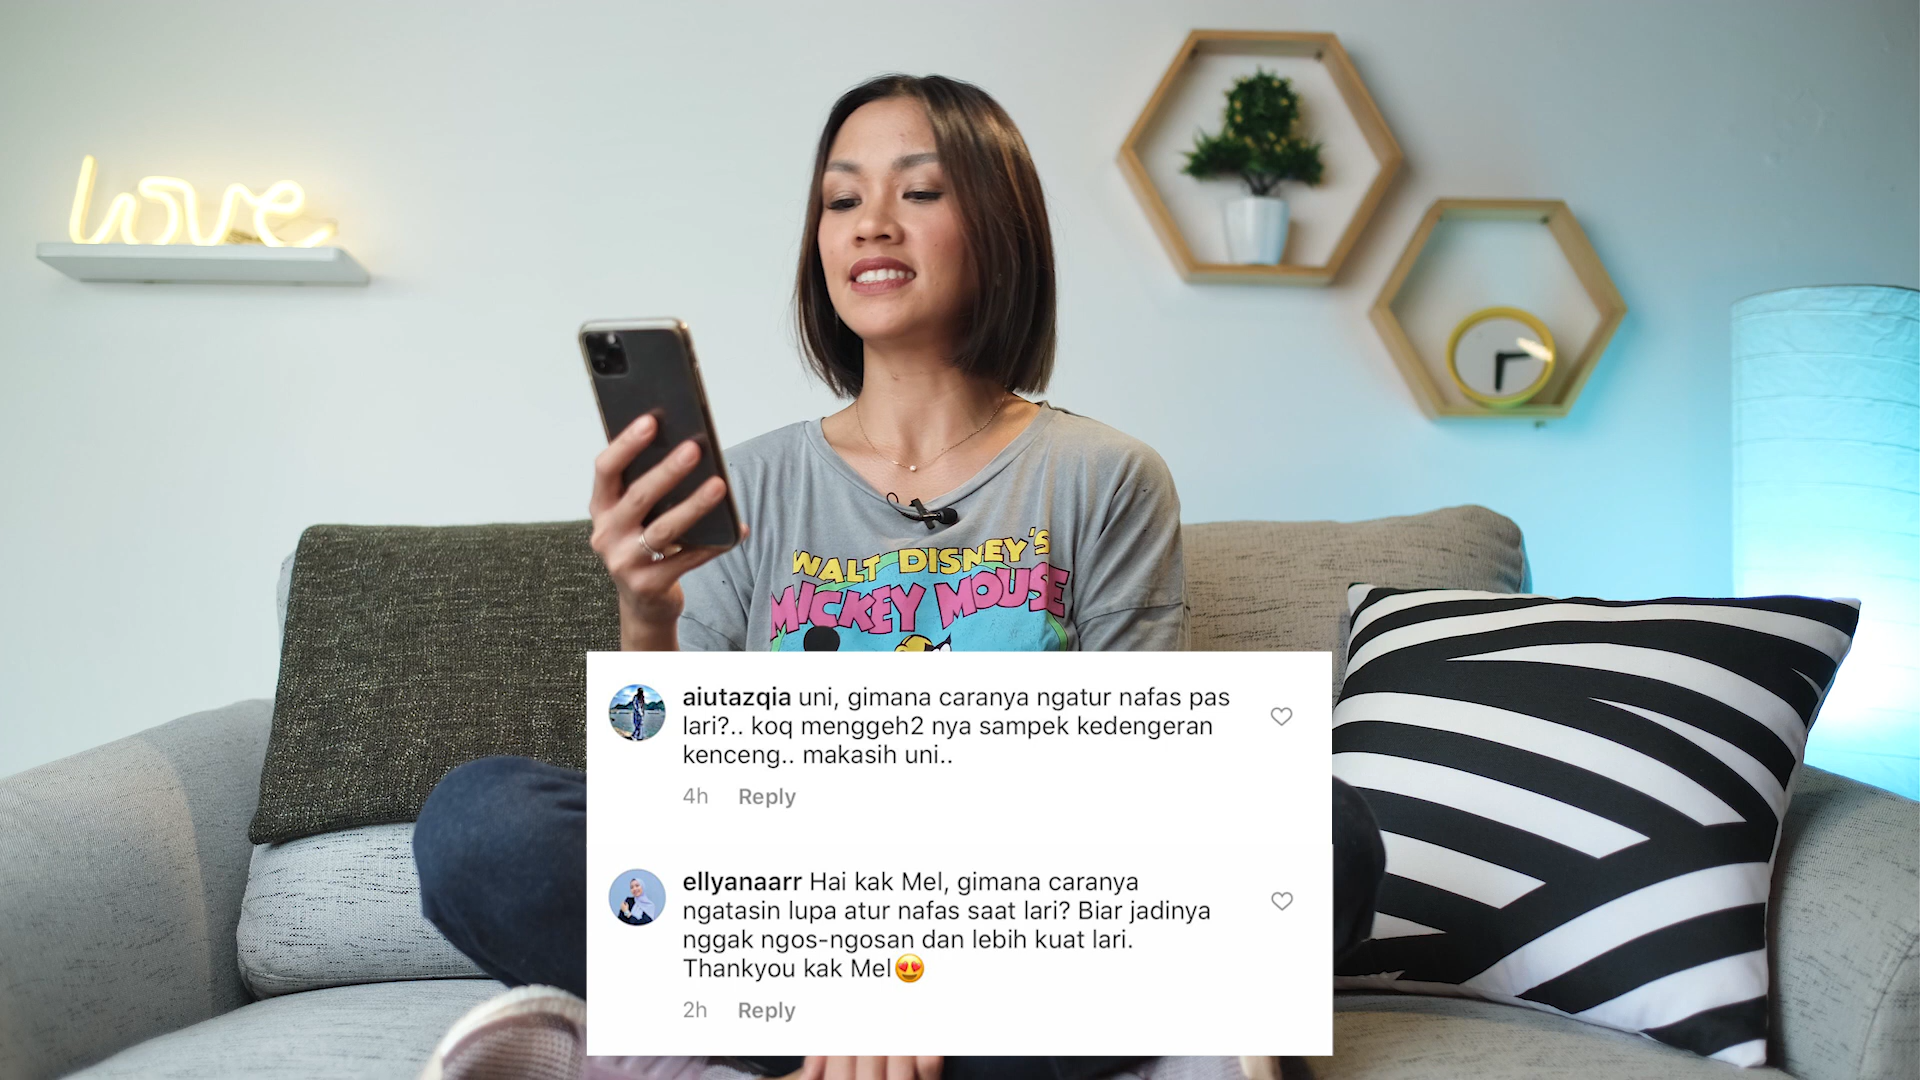 love
WALT DISNEY'S
MICKEY MOUSE
aiutazqia uni, gimana caranya ngatur nafas pas
lari?.. koq menggeh2 nya sampek kedengeran
kenceng.. makasih uni..
4h Reply
ellyanaarr Hai kak Mel, gimana caranya
ngatasin lupa atur nafas saat lari? Biar jadinya
nggak ngos-ngosan dan lebih kuat lari.
Thankyou kak Mel😍
2h Reply